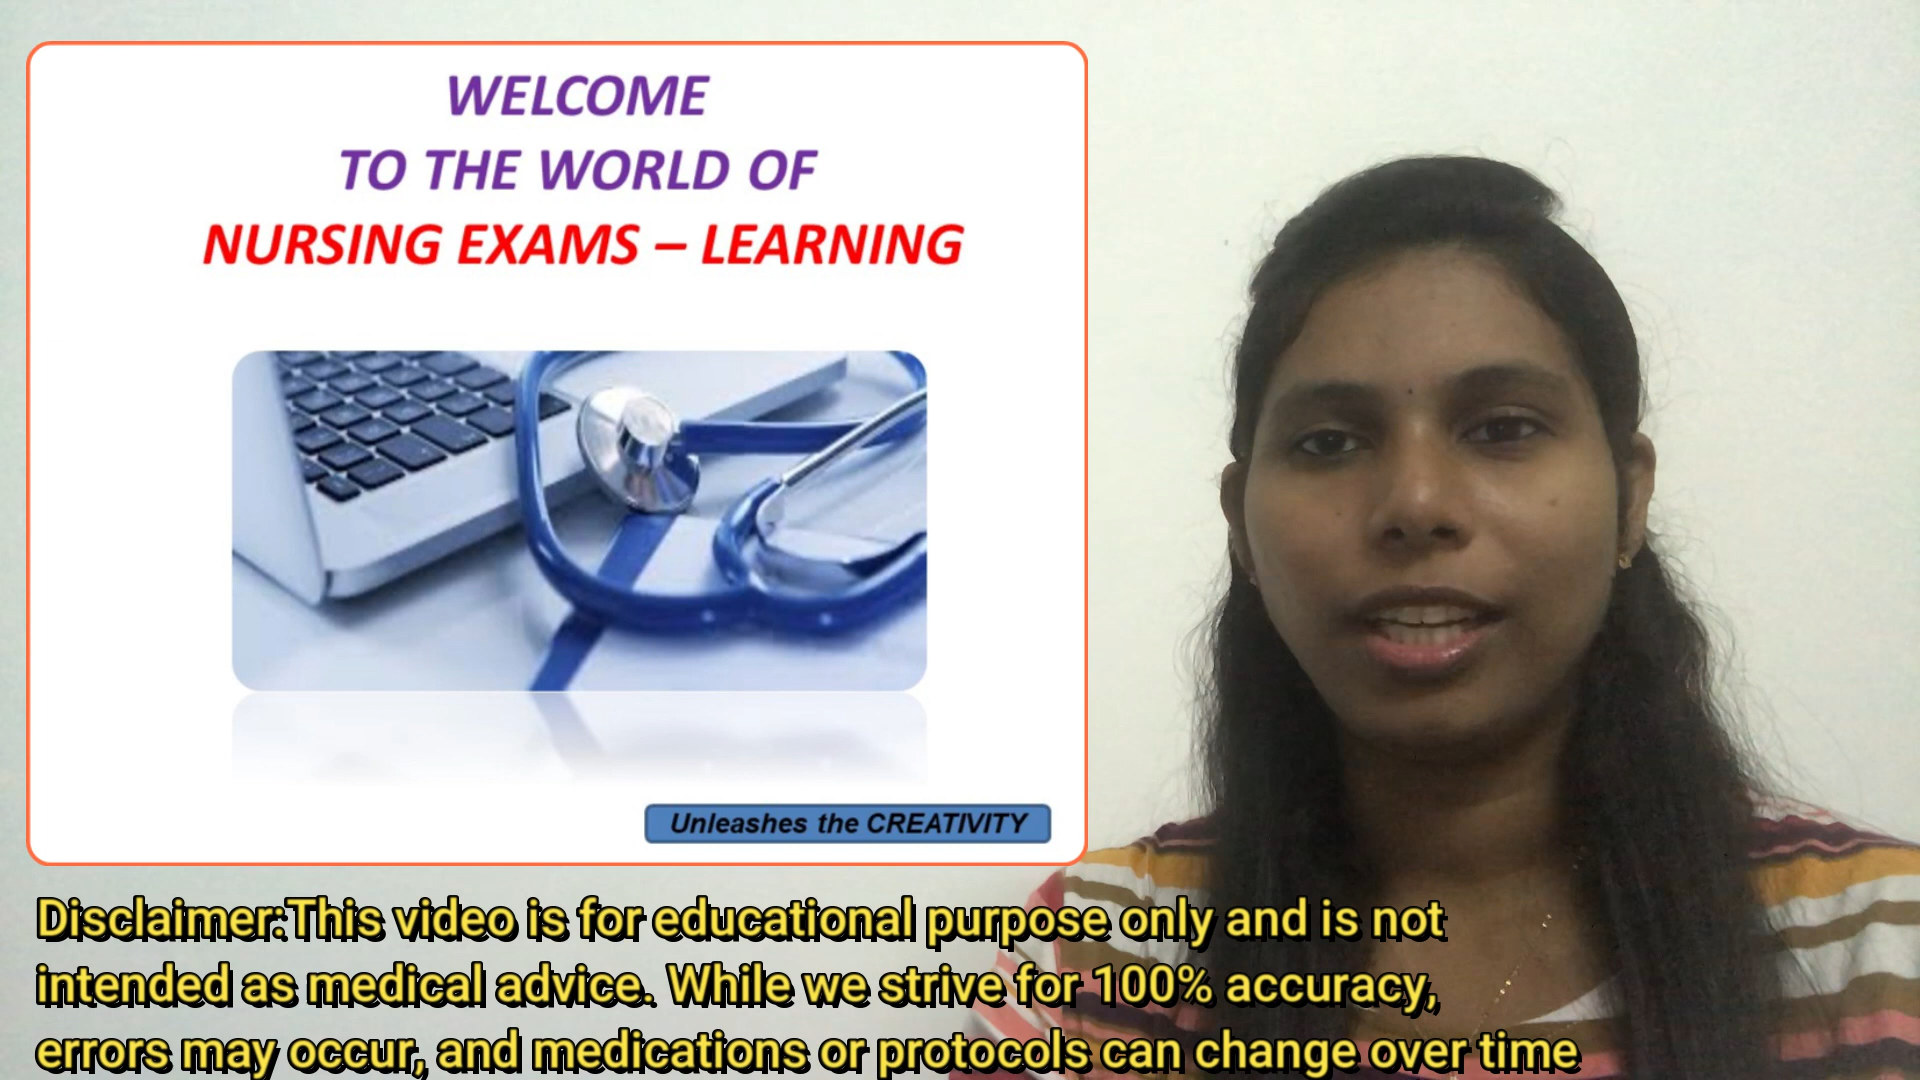 WELCOME
TO THE WORLD OF
NURSING EXAMS – LEARNING
Unleashes the CREATIVITY
Disclaimer:This video is for educational purpose only and is not
intended as medical advice. While we strive for 100% accuracy,
errors may occur, and medications or protocols can change over time